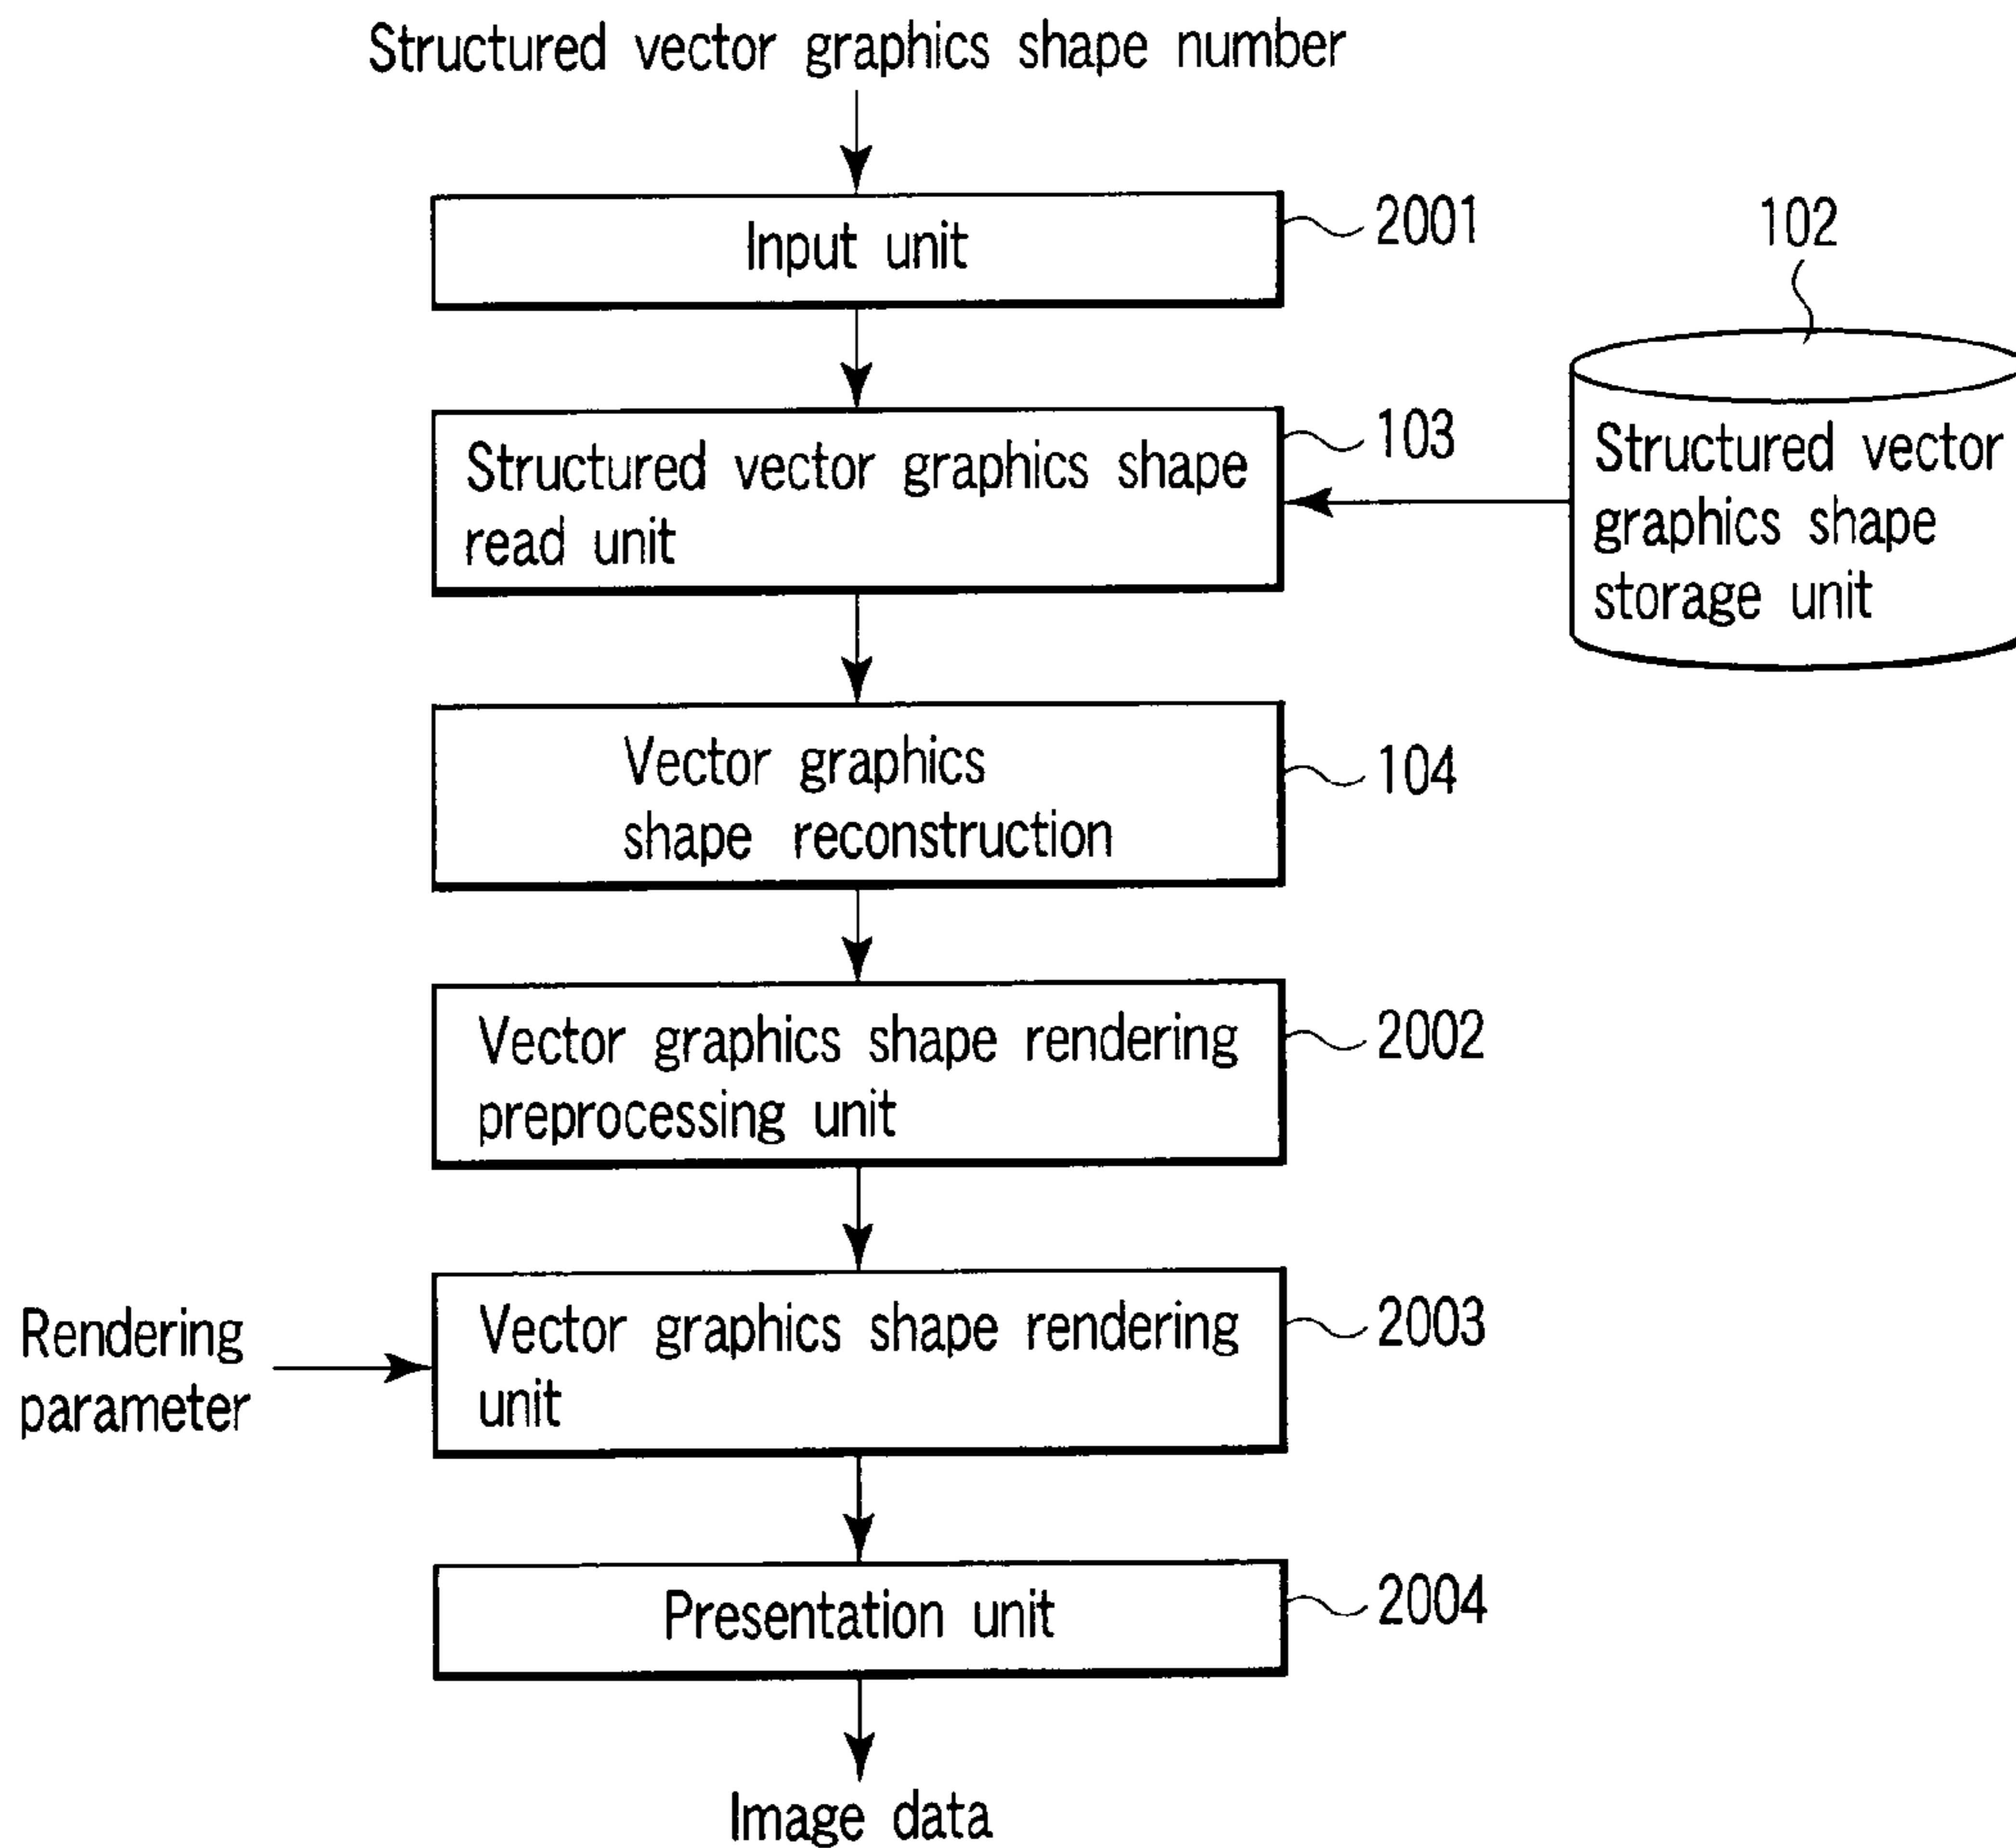 Structured vector graphics shape number
Input unit
2001
102
Structured vector graphics shape
read unit
103
Structured vector
graphics shape
storage unit
Vector graphics
shape reconstruction
104
Vector graphics shape rendering
preprocessing unit
2002
Rendering
parameter
Vector graphics shape rendering
unit
2003
Presentation unit
2004
Image data